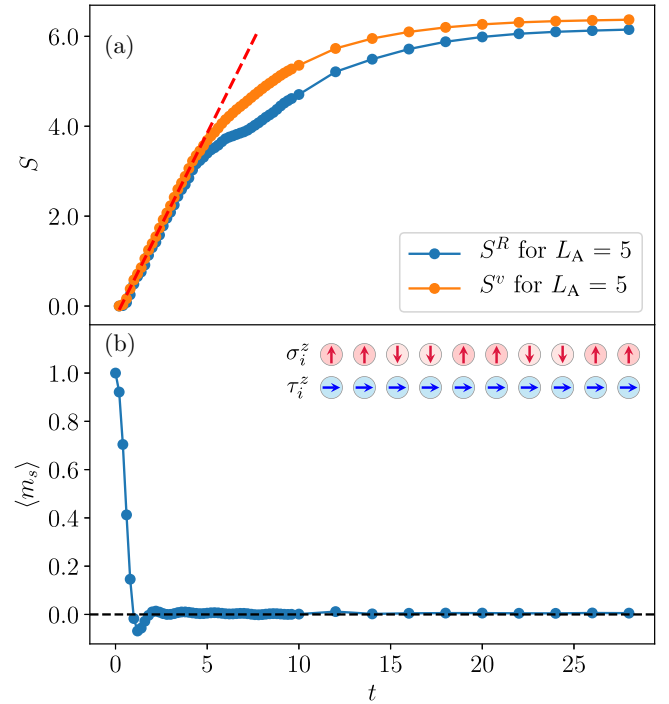 (a)
6.0
4.0
2.0
0.0
S
S^R for L_A = 5
S^v for L_A = 5
(b)
σ_i^z
τ_i^z
1.0
0.8
0.6
0.4
0.2
0.0
⟨m_s⟩
0 5 10 15 20 25
t